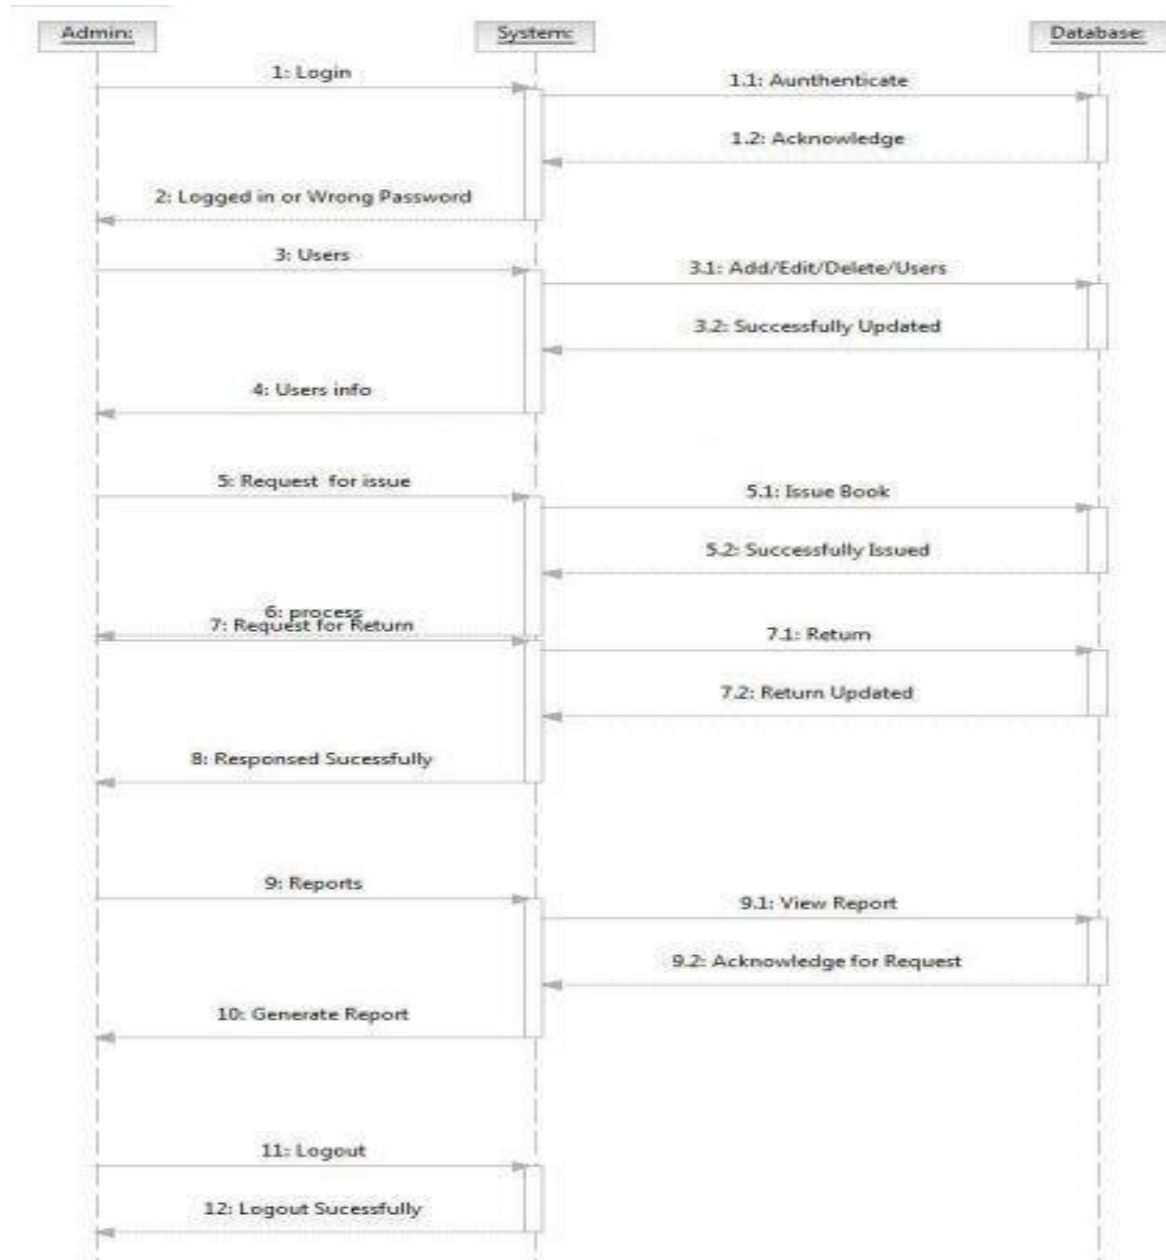 Admin:
System:
Database:
1: Login
1.1: Aunthenticate
1.2: Acknowledge
2: Logged in or Wrong Password
3: Users
3.1: Add/Edit/Delete/Users
3.2: Successfully Updated
4: Users info
5: Request for issue
5.1: Issue Book
5.2: Successfully Issued
6: process
7: Request for Return
7.1: Return
7.2: Return Updated
8: Responsed Sucessfully
9: Reports
9.1: View Report
9.2: Acknowledge for Request
10: Generate Report
11: Logout
12: Logout Sucessfully